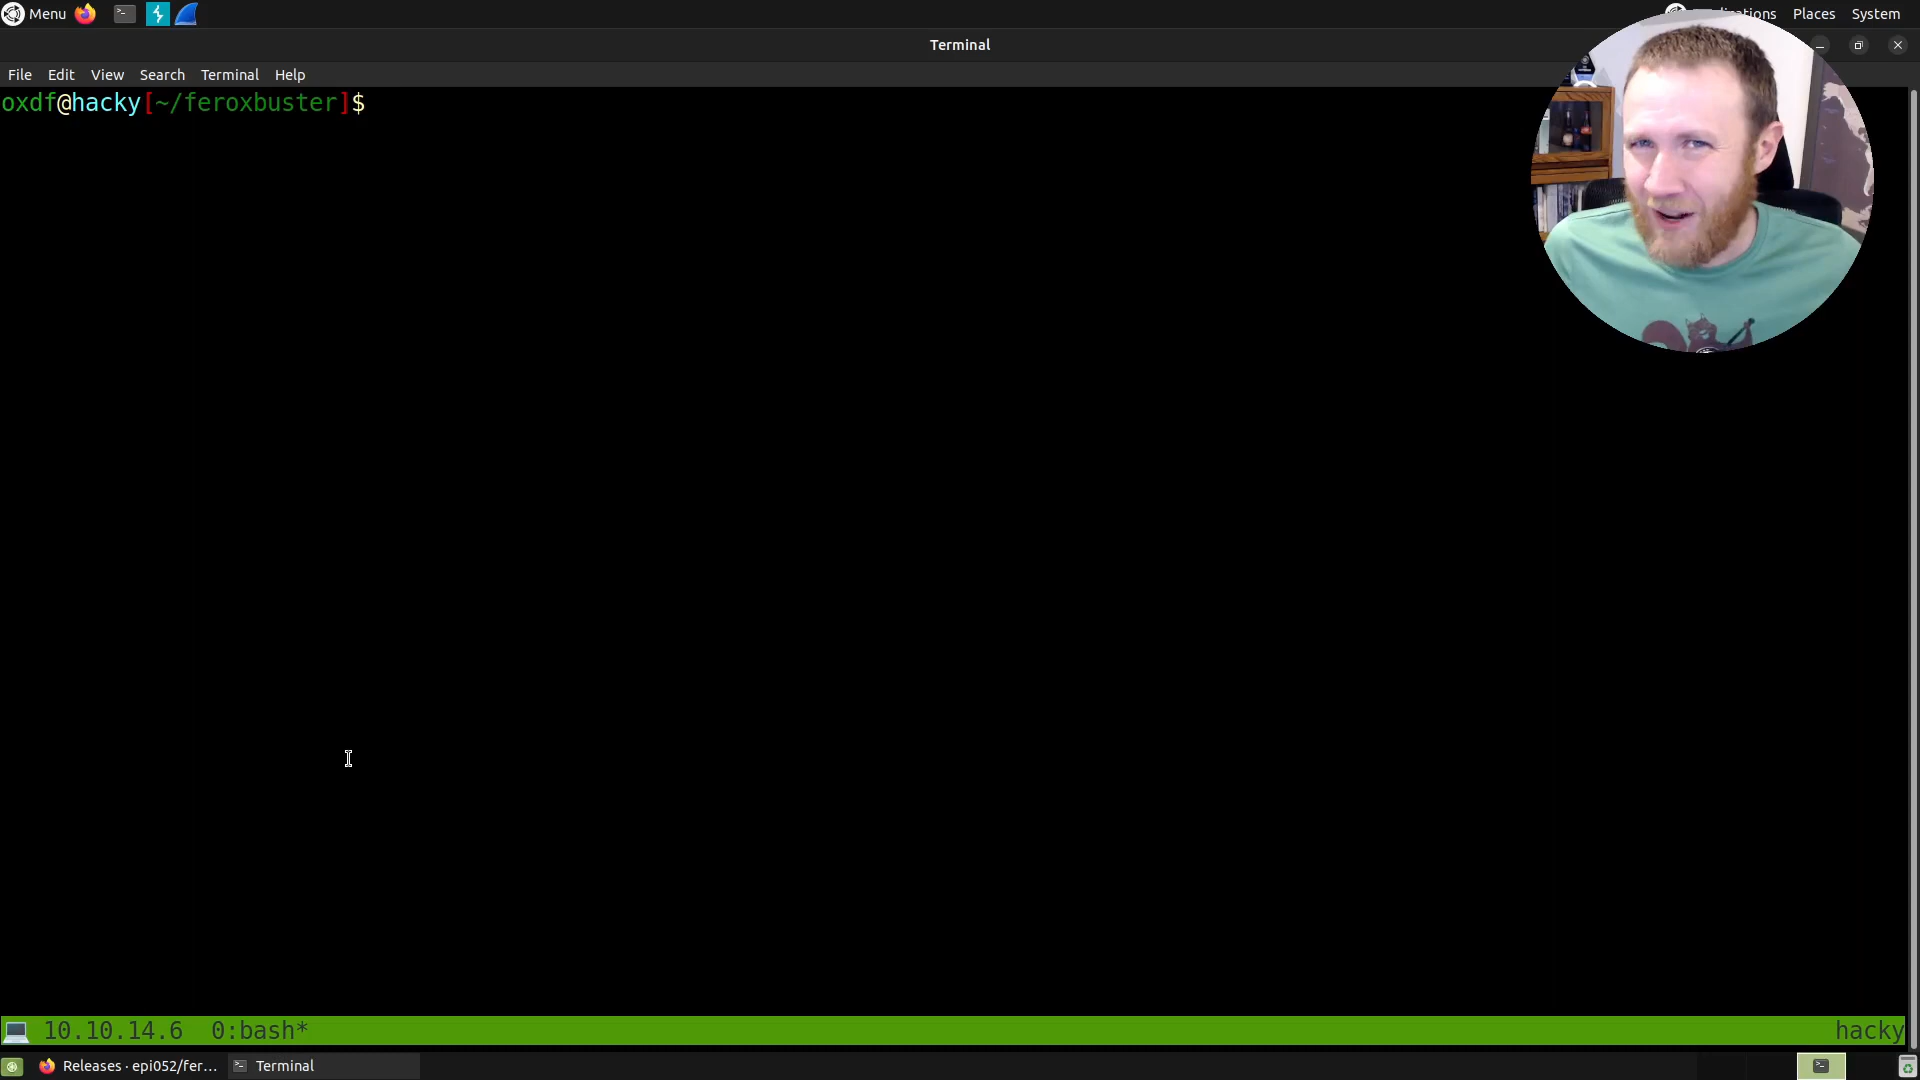 Menu
Places System
Terminal
File Edit View Search Terminal Help
oxdf@hacky[~/feroxbuster]$
10.10.14.6 0:bash* hacky
Releases · epi052/fer... Terminal